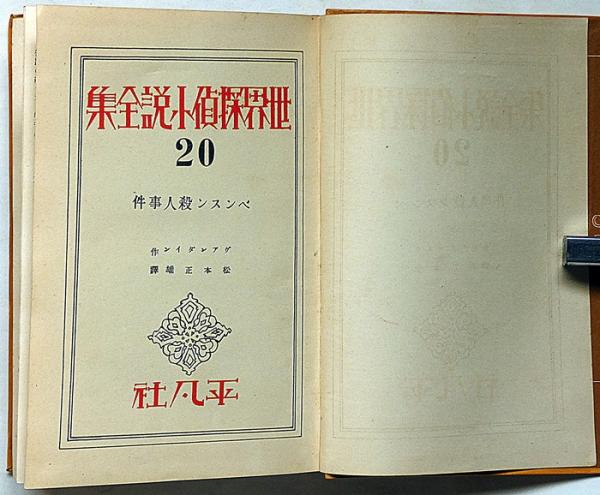 世界探偵小説全集
20
ベンスン殺人事件
ヴアンダイン作
松本正雄譯
平凡社